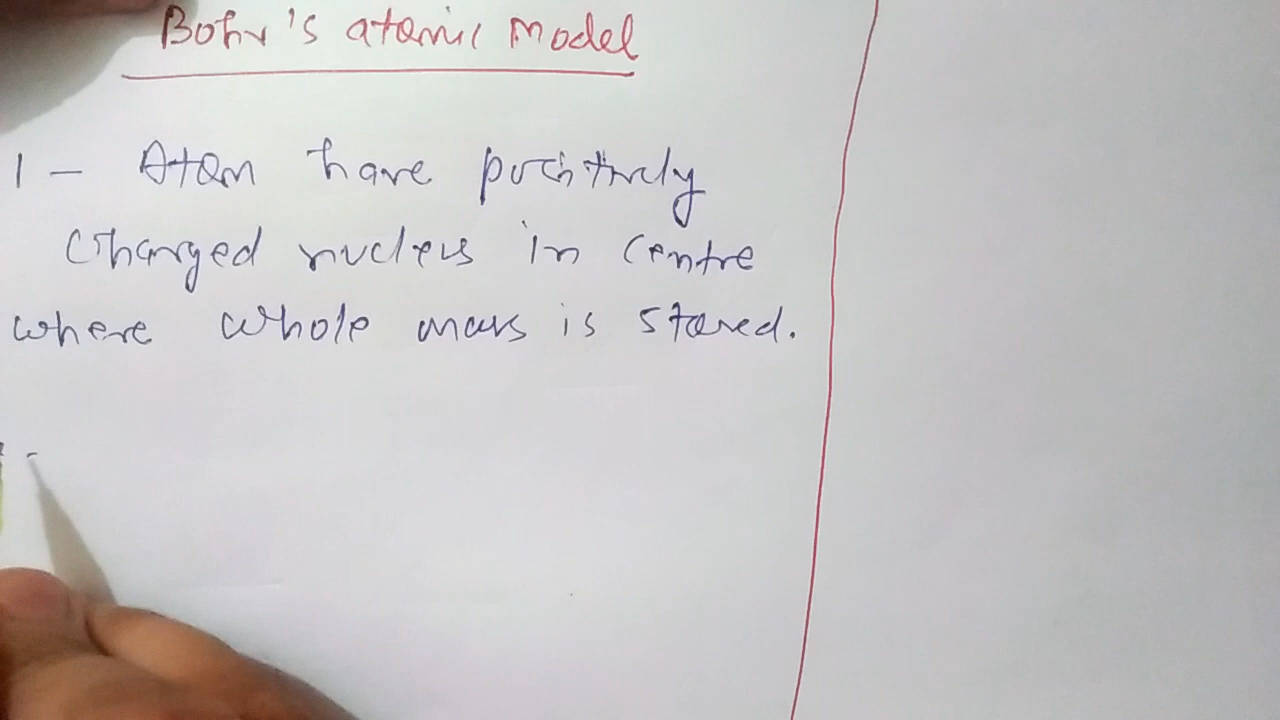 Bohr's atomic model
1 - Atom have positively
charged nucleus in centre
where whole mass is stored.